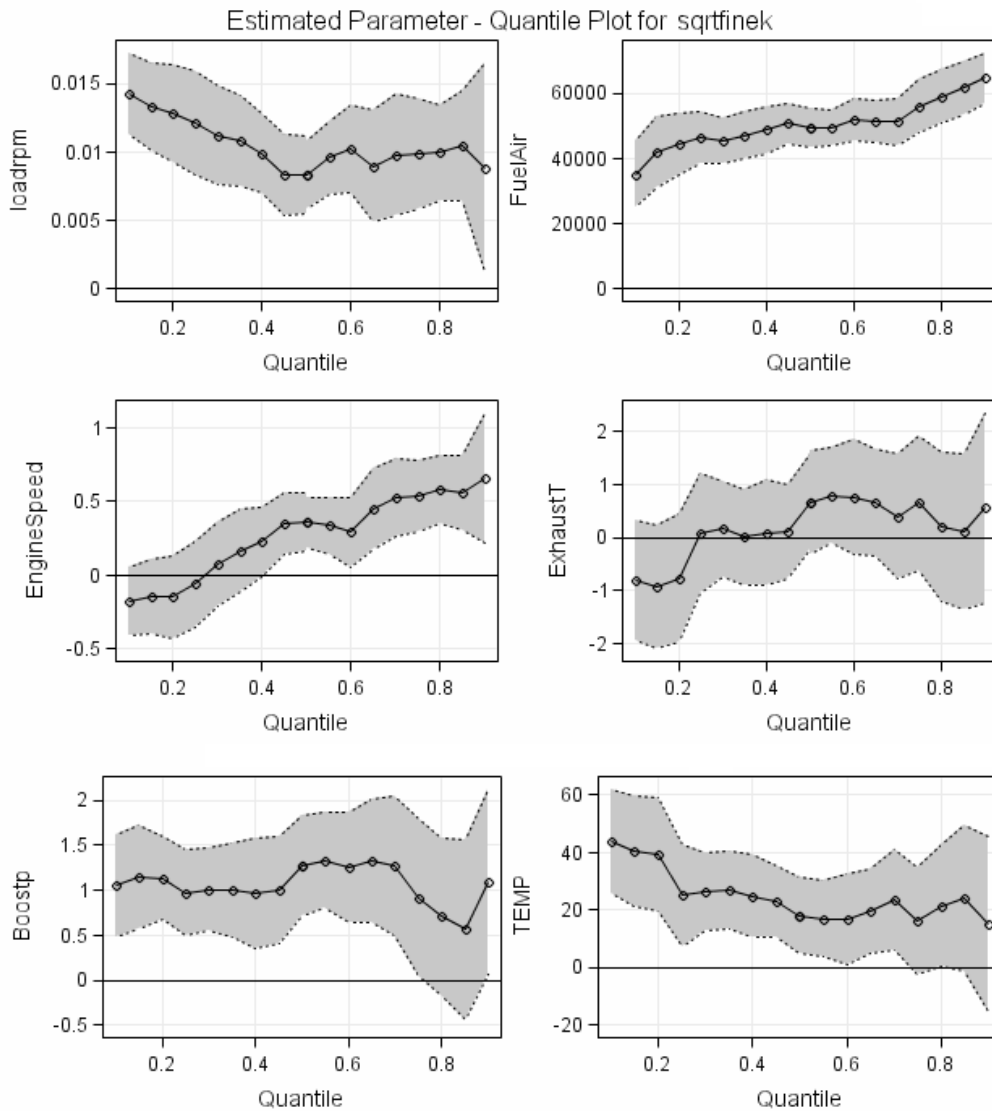 Estimated Parameter - Quantile Plot for sqrtfinek
loadrpm
0.015
0.01
0.005
0
0.2 0.4 0.6 0.8
Quantile
FuelAir
60000
40000
20000
0
0.2 0.4 0.6 0.8
Quantile
EngineSpeed
1
0.5
0
-0.5
0.2 0.4 0.6 0.8
Quantile
ExhaustT
2
1
0
-1
-2
0.2 0.4 0.6 0.8
Quantile
Boostp
2
1.5
1
0.5
0
-0.5
0.2 0.4 0.6 0.8
Quantile
TEMP
60
40
20
0
-20
0.2 0.4 0.6 0.8
Quantile